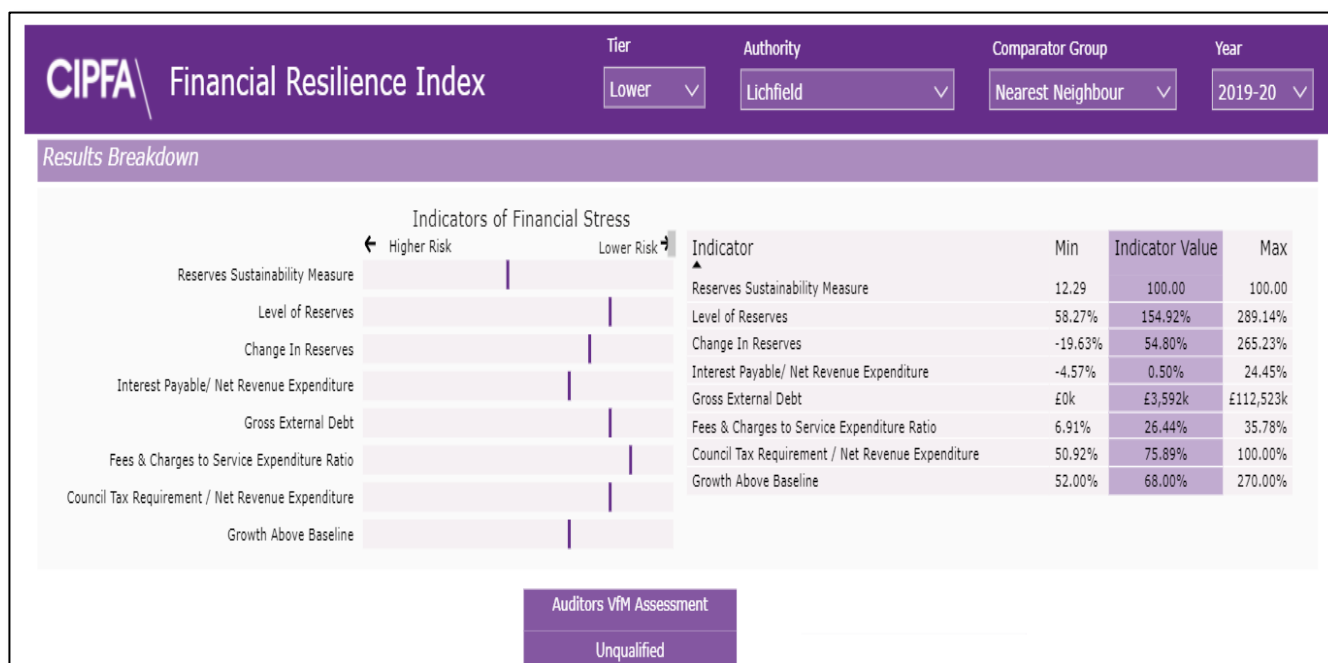 CIPFA Financial Resilience Index
Tier
Lower
Authority
Lichfield
Comparator Group
Nearest Neighbour
Year
2019-20
Results Breakdown
Indicators of Financial Stress
Higher Risk
Lower Risk
Reserves Sustainability Measure
Level of Reserves
Change In Reserves
Interest Payable/ Net Revenue Expenditure
Gross External Debt
Fees & Charges to Service Expenditure Ratio
Council Tax Requirement / Net Revenue Expenditure
Growth Above Baseline
Indicator Min Indicator Value Max
Reserves Sustainability Measure 12.29 100.00 100.00
Level of Reserves 58.27% 154.92% 289.14%
Change In Reserves -19.63% 54.80% 265.23%
Interest Payable/ Net Revenue Expenditure -4.57% 0.50% 24.45%
Gross External Debt £0k £3,592k £112,523k
Fees & Charges to Service Expenditure Ratio 6.91% 26.44% 35.78%
Council Tax Requirement / Net Revenue Expenditure 50.92% 75.89% 100.00%
Growth Above Baseline 52.00% 68.00% 270.00%
Auditors VfM Assessment
Unqualified